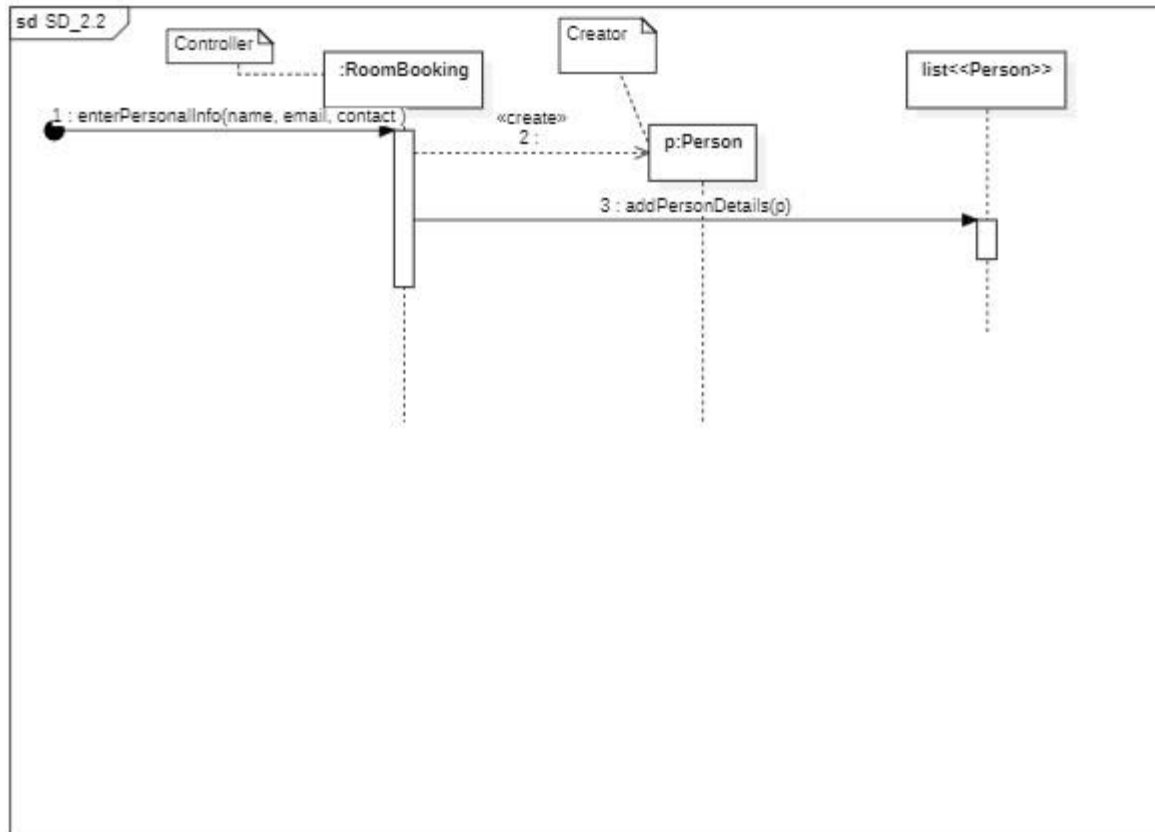 sd SD_2.2
Controller
:RoomBooking
Creator
list<<Person>>
1 : enterPersonalInfo(name, email, contact )
«create»
2 :
p:Person
3 : addPersonDetails(p)